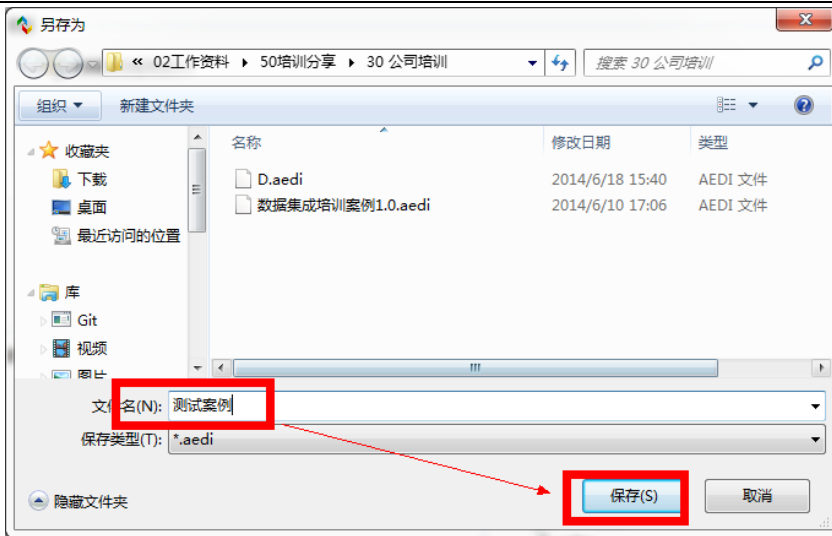 另存为
« 02工作资料 ▸ 50培训分享 ▸ 30 公司培训
搜索 30 公司培训
组织 新建文件夹
名称 修改日期 类型
收藏夹
下载
桌面
最近访问的位置
库
Git
视频
图片
D.aedi 2014/6/18 15:40 AEDI 文件
数据集成培训案例1.0.aedi 2014/6/10 17:06 AEDI 文件
文件名(N): 测试案例
保存类型(T): *.aedi
隐藏文件夹 保存(S) 取消